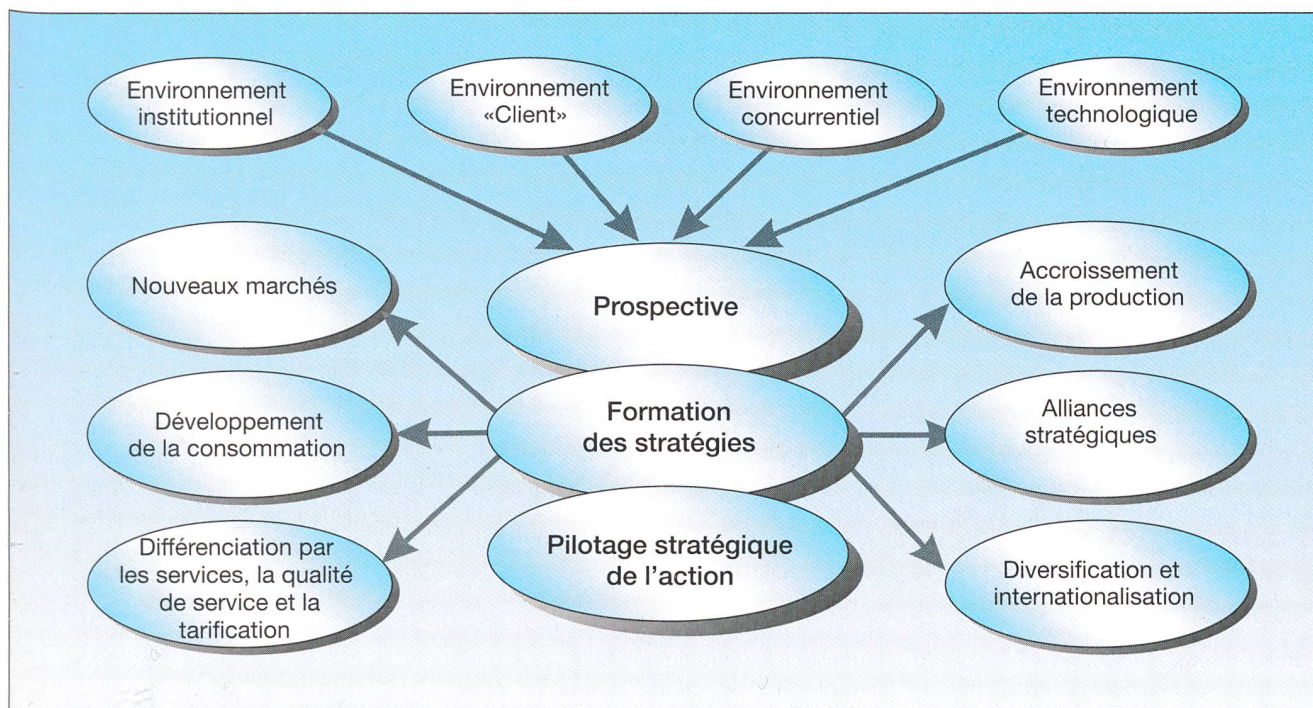 Environnement
institutionnel
Environnement
«Client»
Environnement
concurrentiel
Environnement
technologique
Nouveaux marchés
Prospective
Accroissement
de la production
Développement
de la consommation
Formation
des stratégies
Alliances
stratégiques
Différenciation par
les services, la qualité
de service et la
tarification
Pilotage stratégique
de l'action
Diversification et
internationalisation